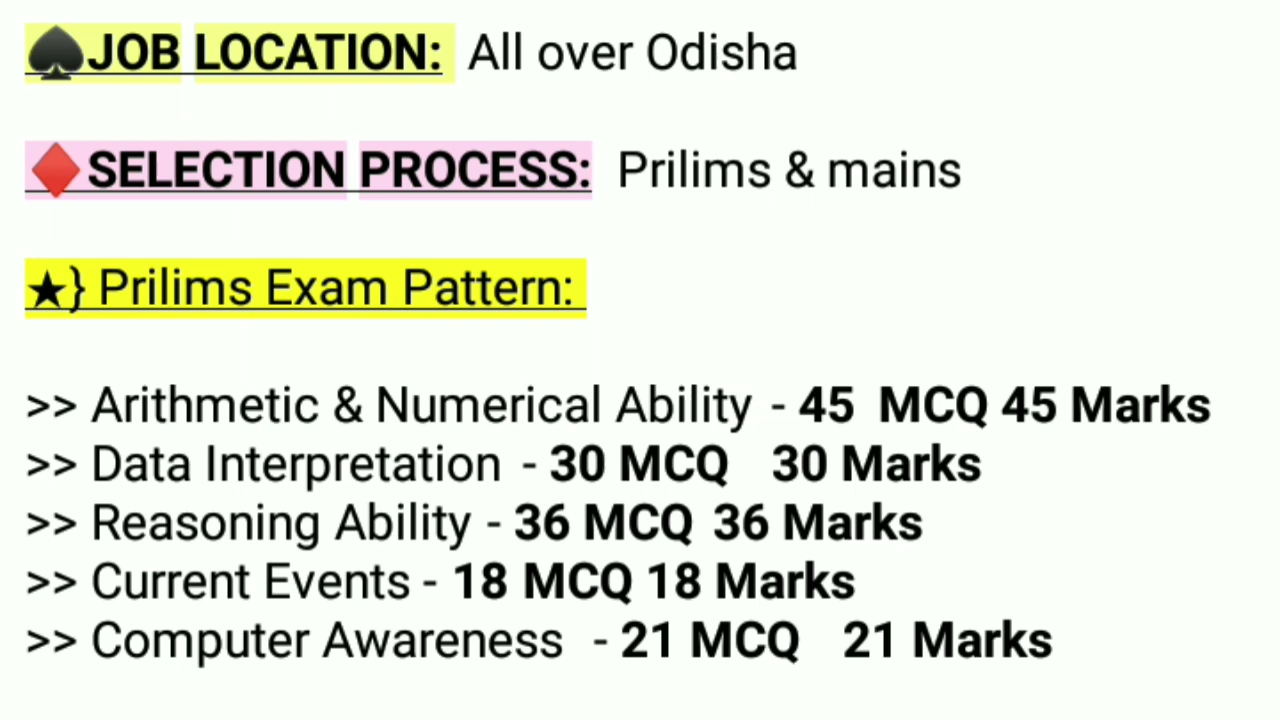 ♠JOB LOCATION: All over Odisha
♦SELECTION PROCESS: Prilims & mains
★} Prilims Exam Pattern:
>> Arithmetic & Numerical Ability - 45 MCQ 45 Marks
>> Data Interpretation - 30 MCQ 30 Marks
>> Reasoning Ability - 36 MCQ 36 Marks
>> Current Events - 18 MCQ 18 Marks
>> Computer Awareness - 21 MCQ 21 Marks